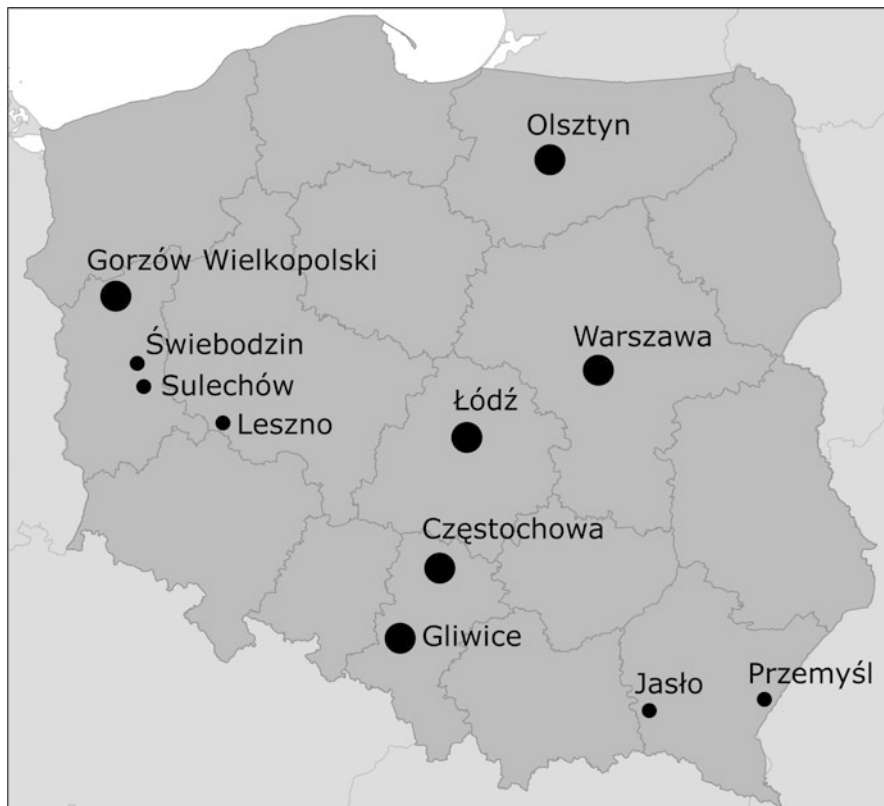 Olsztyn
Gorzów Wielkopolski
Świebodzin
Warszawa
Sulechów
Łódź
Leszno
Częstochowa
Gliwice
Jasło
Przemyśl